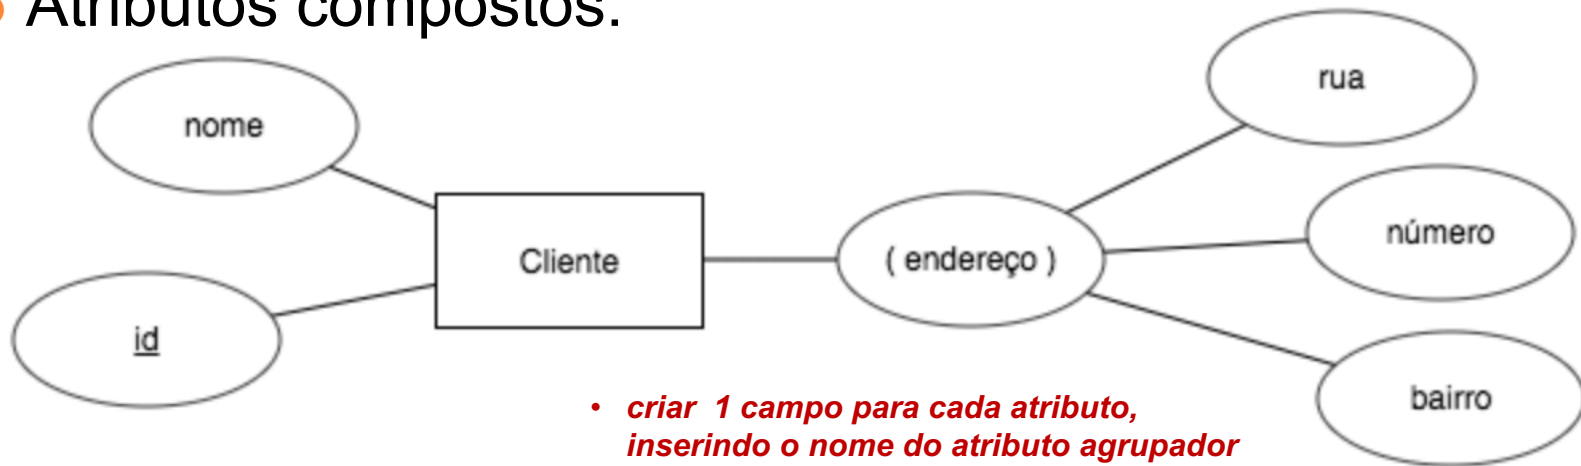 Atributos compostos:
nome
id
Cliente
( endereço )
rua
número
bairro
• criar 1 campo para cada atributo,
inserindo o nome do atributo agrupador